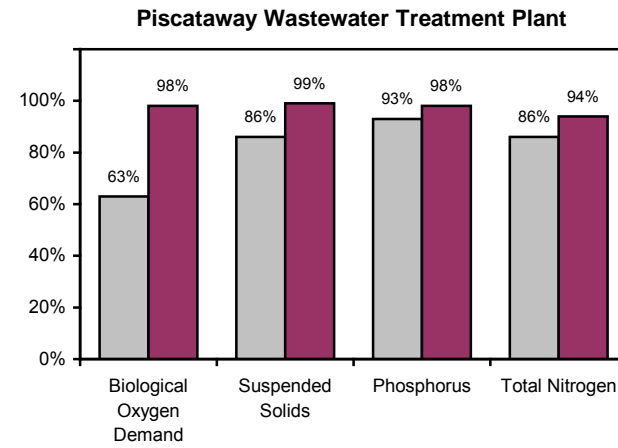 Piscataway Wastewater Treatment Plant
100%
80%
60%
40%
20%
0%
63%
98%
86%
99%
93%
98%
86%
94%
Biological
Oxygen
Demand
Suspended
Solids
Phosphorus
Total Nitrogen